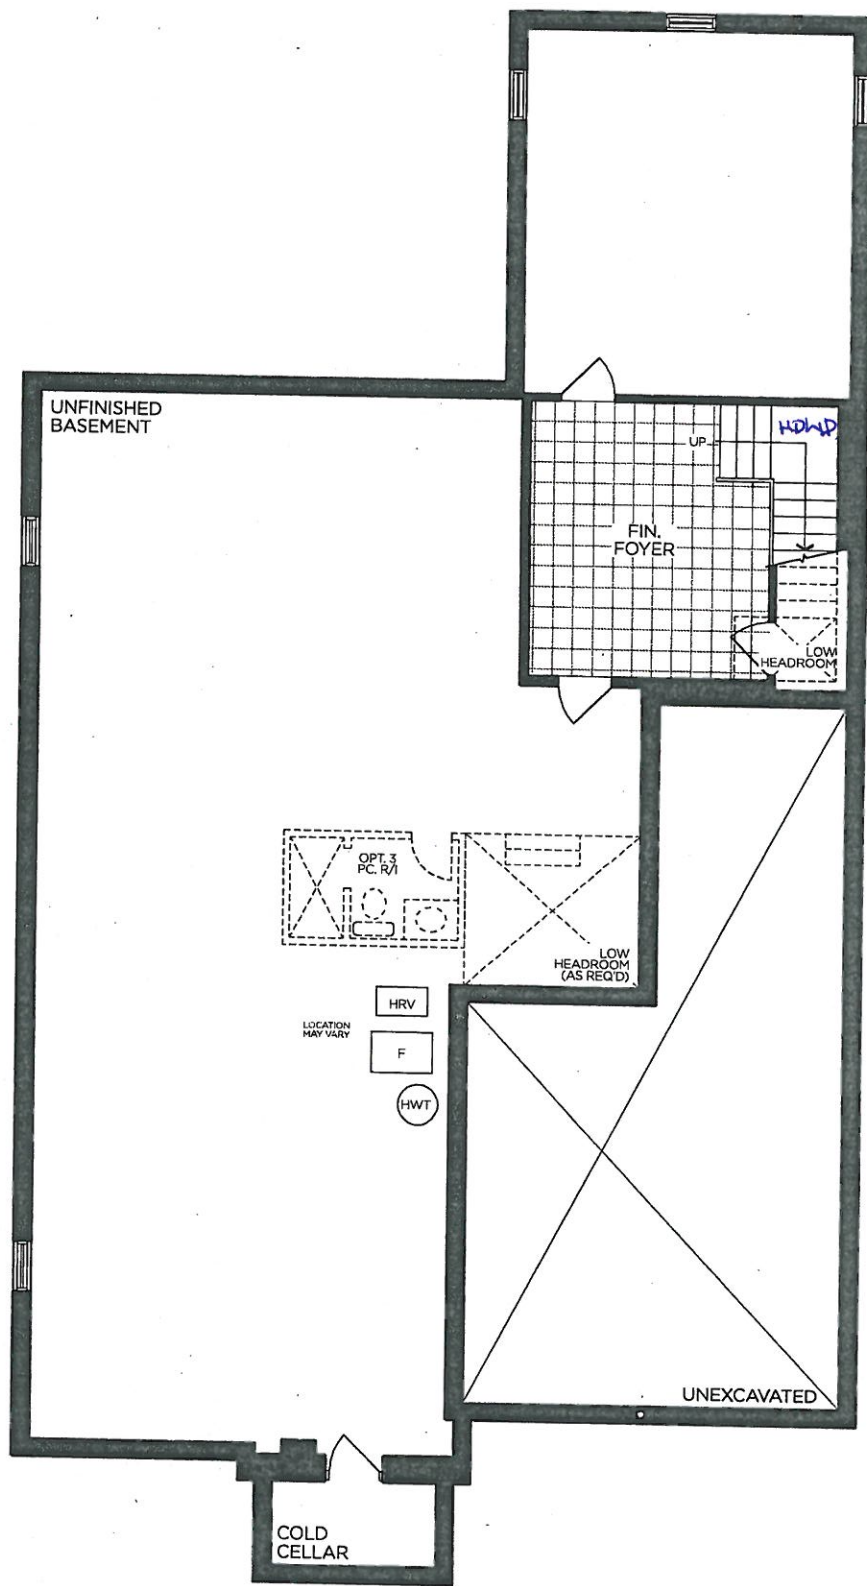 UNFINISHED
BASEMENT
HDWD
UP
FIN.
FOYER
LOW
HEADROOM
OPT. 3
PC. R/I
LOW
HEADROOM
(AS REQ'D)
HRV
LOCATION
MAY VARY
F
HWT
UNEXCAVATED
COLD
CELLAR